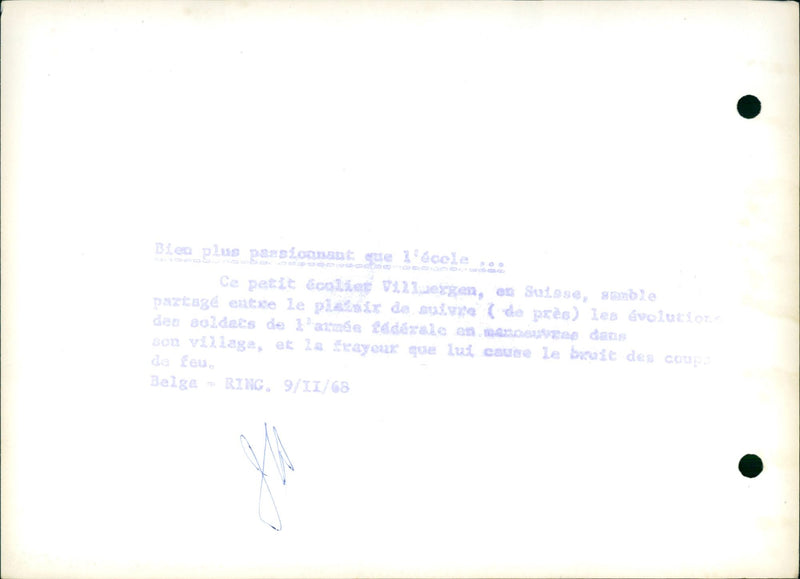 Bien plus passionnant que l'école ...
Ce petit écolier Villmergen, en Suisse, semble
partagé entre le plaisir de suivre ( de près) les évolutions
des soldats de l'armée fédérale en manoeuvres dans
son village, et la frayeur que lui cause le bruit des coups
de feu.
Belga - RING. 9/II/68